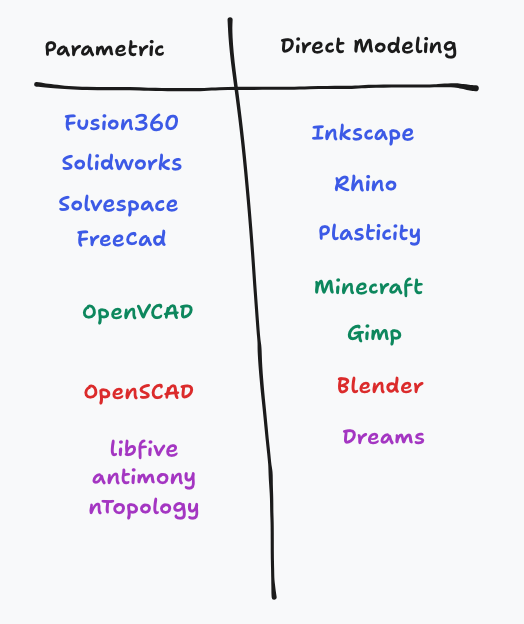 Parametric
Direct Modeling
Fusion360
Solidworks
Solvespace
FreeCad
OpenVCAD
OpenSCAD
libfive
antimony
nTopology
Inkscape
Rhino
Plasticity
Minecraft
Gimp
Blender
Dreams